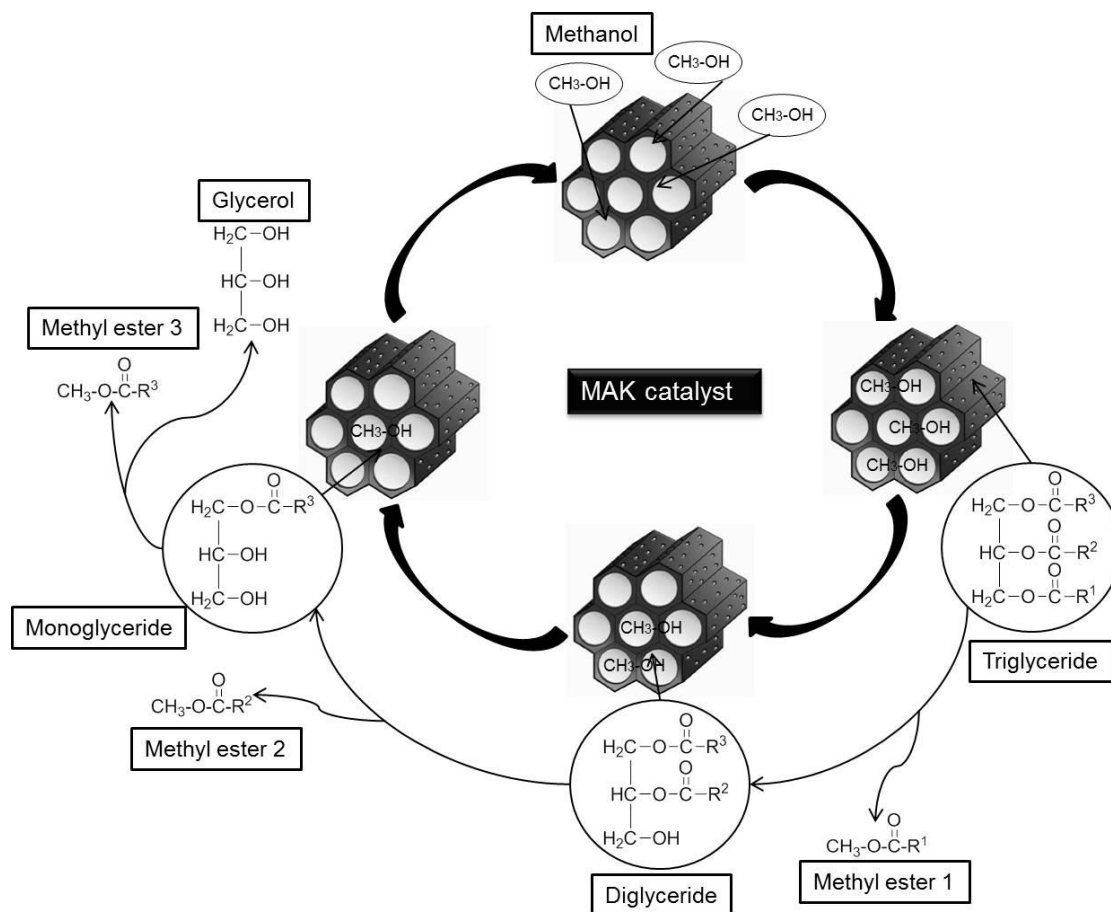 Methanol
CH3-OH
CH3-OH
CH3-OH
Glycerol
H2C-OH
HC-OH
H2C-OH
Methyl ester 3
O
CH3-O-C-R3
MAK catalyst
CH3-OH
CH3-OH
CH3-OH
CH3-OH
O
H2C-O-C-R3
HC-OH
H2C-OH
Monoglyceride
O
H2C-O-C-R3
O
HC-O-C-R2
O
H2C-O-C-R1
Triglyceride
CH3-OH
CH3-OH
O
CH3-O-C-R2
Methyl ester 2
O
H2C-O-C-R3
O
HC-O-C-R2
H2C-OH
Diglyceride
O
CH3-O-C-R1
Methyl ester 1